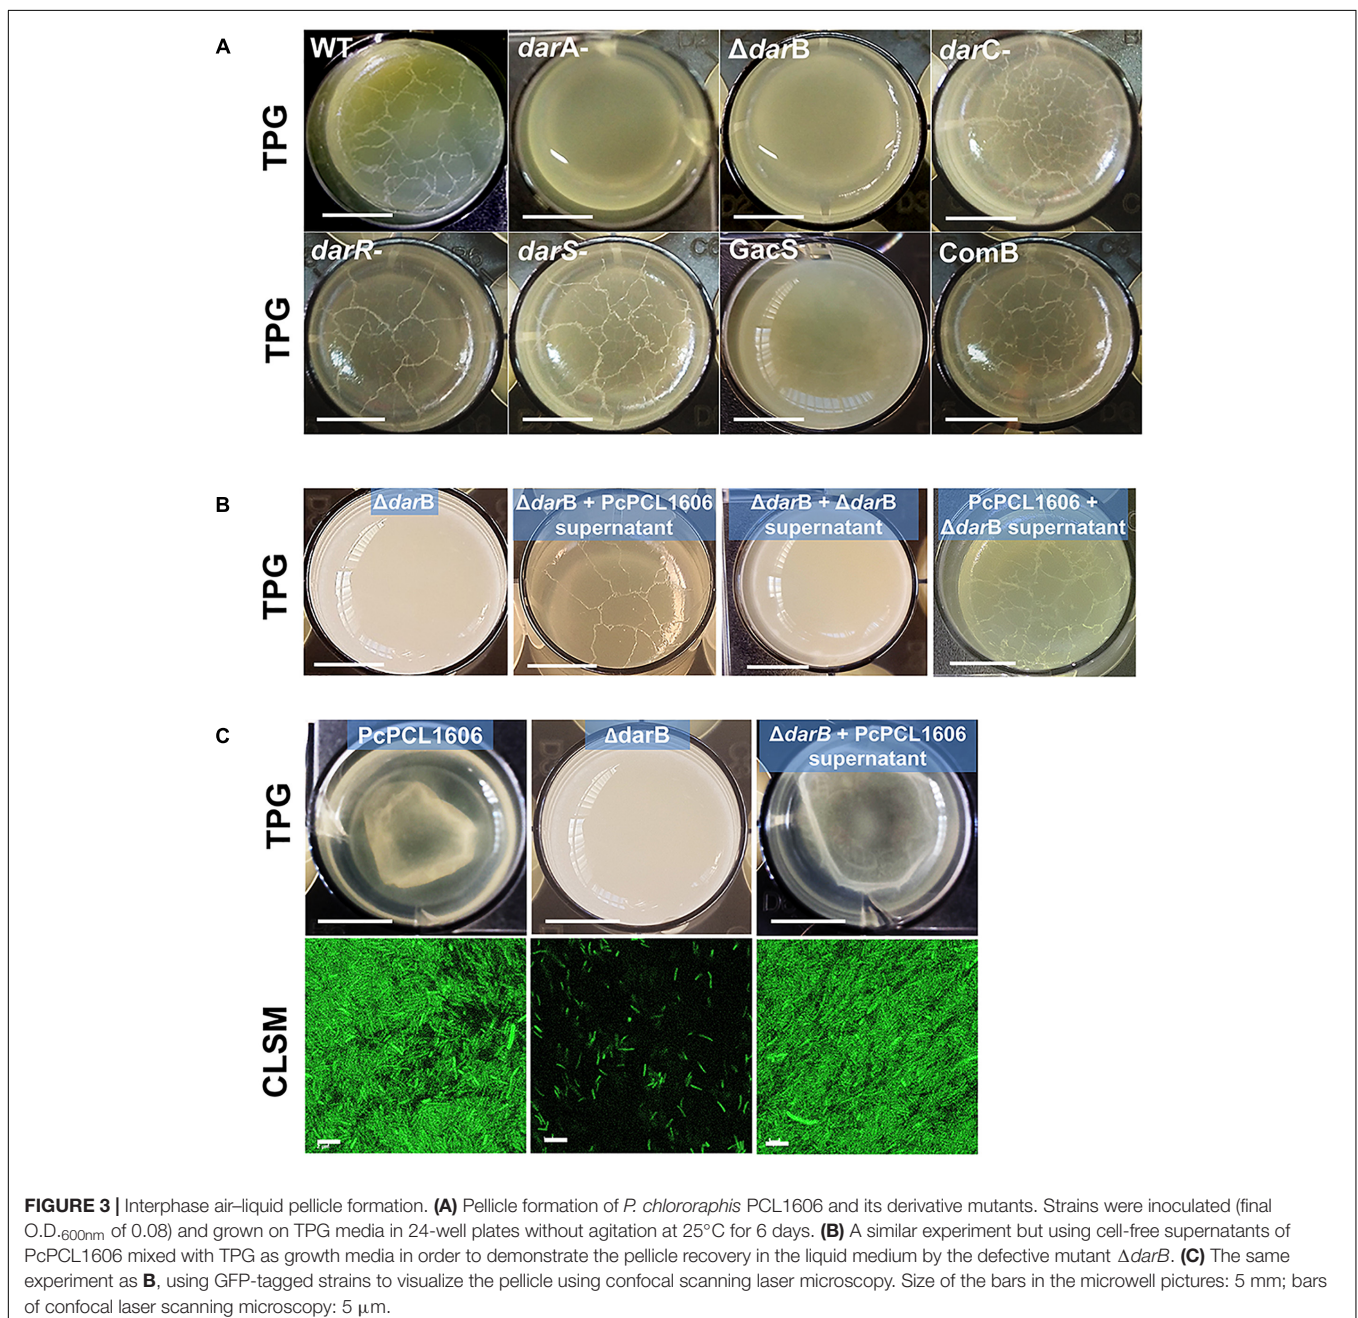 A
WT
darA-
ΔdarB
darC-
TPG
darR-
darS-
GacS
ComB
TPG
B
ΔdarB
ΔdarB + PcPCL1606
supernatant
ΔdarB + ΔdarB
supernatant
PcPCL1606 +
ΔdarB supernatant
TPG
C
PcPCL1606
ΔdarB
ΔdarB + PcPCL1606
supernatant
TPG
CLSM
FIGURE 3 | Interphase air–liquid pellicle formation. (A) Pellicle formation of P. chlororaphis PCL1606 and its derivative mutants. Strains were inoculated (final
O.D.600nm of 0.08) and grown on TPG media in 24-well plates without agitation at 25°C for 6 days. (B) A similar experiment but using cell-free supernatants of
PcPCL1606 mixed with TPG as growth media in order to demonstrate the pellicle recovery in the liquid medium by the defective mutant ΔdarB. (C) The same
experiment as B, using GFP-tagged strains to visualize the pellicle using confocal scanning laser microscopy. Size of the bars in the microwell pictures: 5 mm; bars
of confocal laser scanning microscopy: 5 μm.